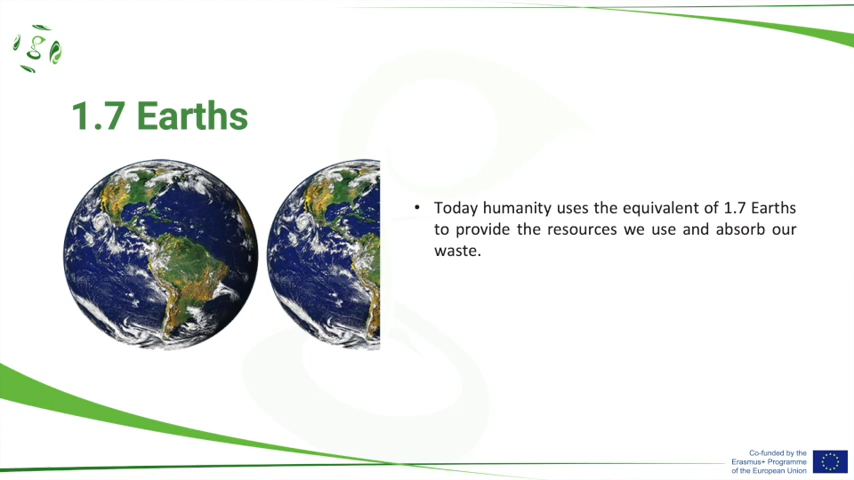 1.7 Earths
• Today humanity uses the equivalent of 1.7 Earths
to provide the resources we use and absorb our
waste.
Co-funded by the
Erasmus+ Programme
of the European Union